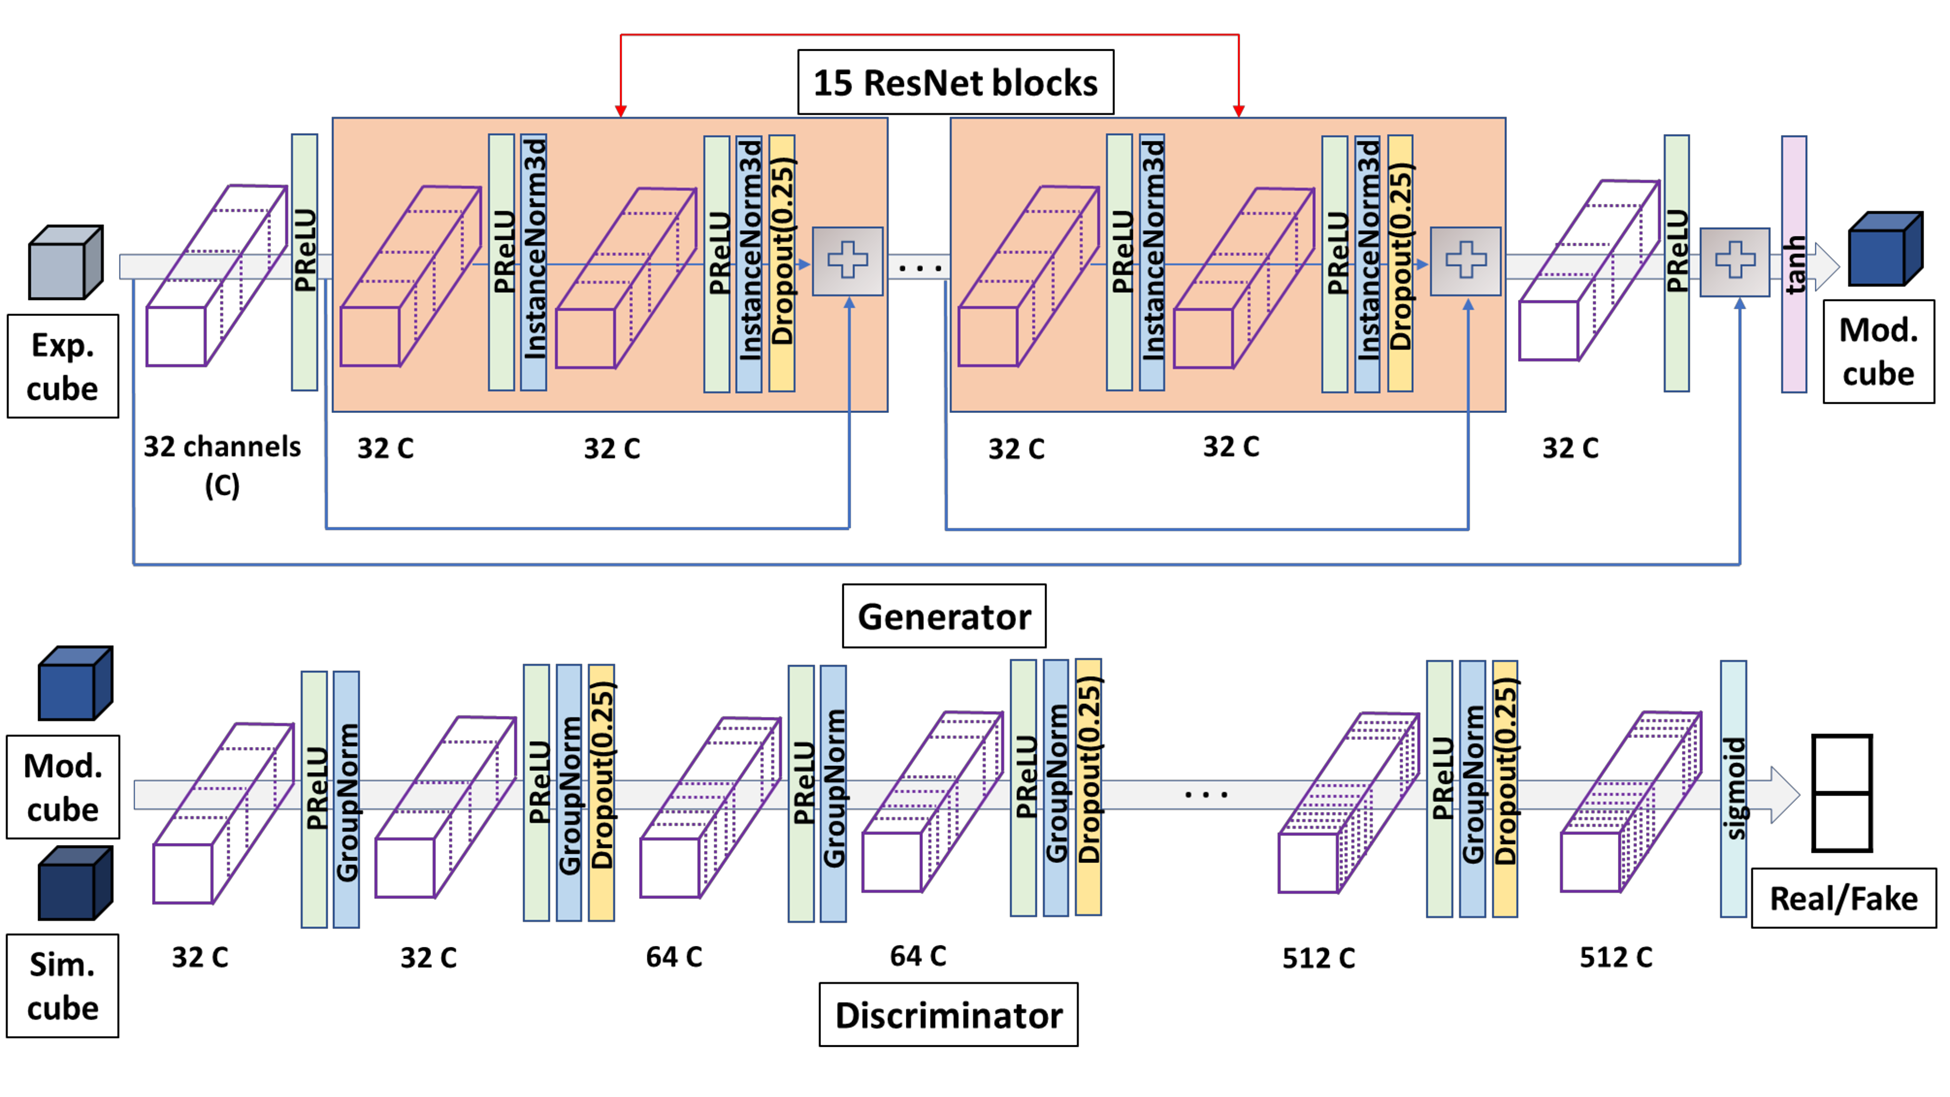 15 ResNet blocks
PReLU
PReLU
InstanceNorm3d
PReLU
InstanceNorm3d
Dropout(0.25)
...
PReLU
InstanceNorm3d
PReLU
InstanceNorm3d
Dropout(0.25)
PReLU
tanh
Exp.
cube
Mod.
cube
32 channels
(C)
32 C
32 C
32 C
32 C
32 C
Generator
Mod.
cube
Sim.
cube
PReLU
GroupNorm
PReLU
GroupNorm
Dropout(0.25)
PReLU
GroupNorm
PReLU
GroupNorm
Dropout(0.25)
...
PReLU
GroupNorm
Dropout(0.25)
sigmoid
Real/Fake
32 C
32 C
64 C
64 C
512 C
512 C
Discriminator